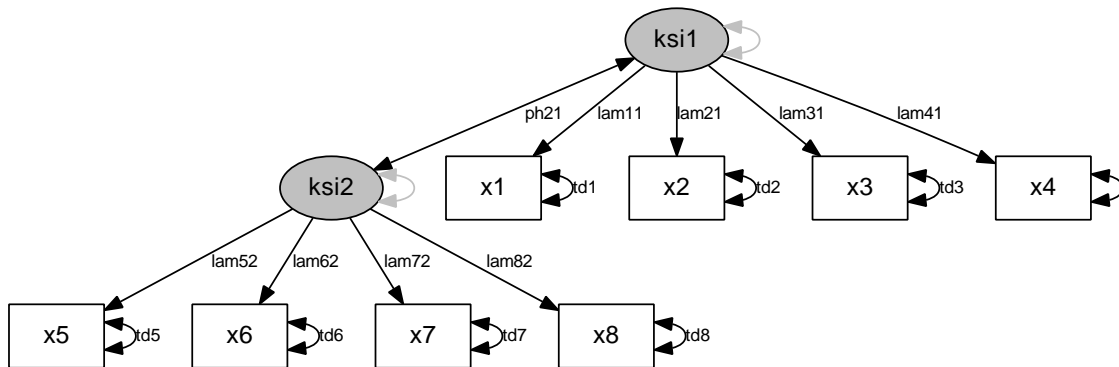 ksi1
ph21
lam11
lam21
lam31
lam41
ksi2
x1
td1
x2
td2
x3
td3
x4
lam52
lam62
lam72
lam82
x5
td5
x6
td6
x7
td7
x8
td8